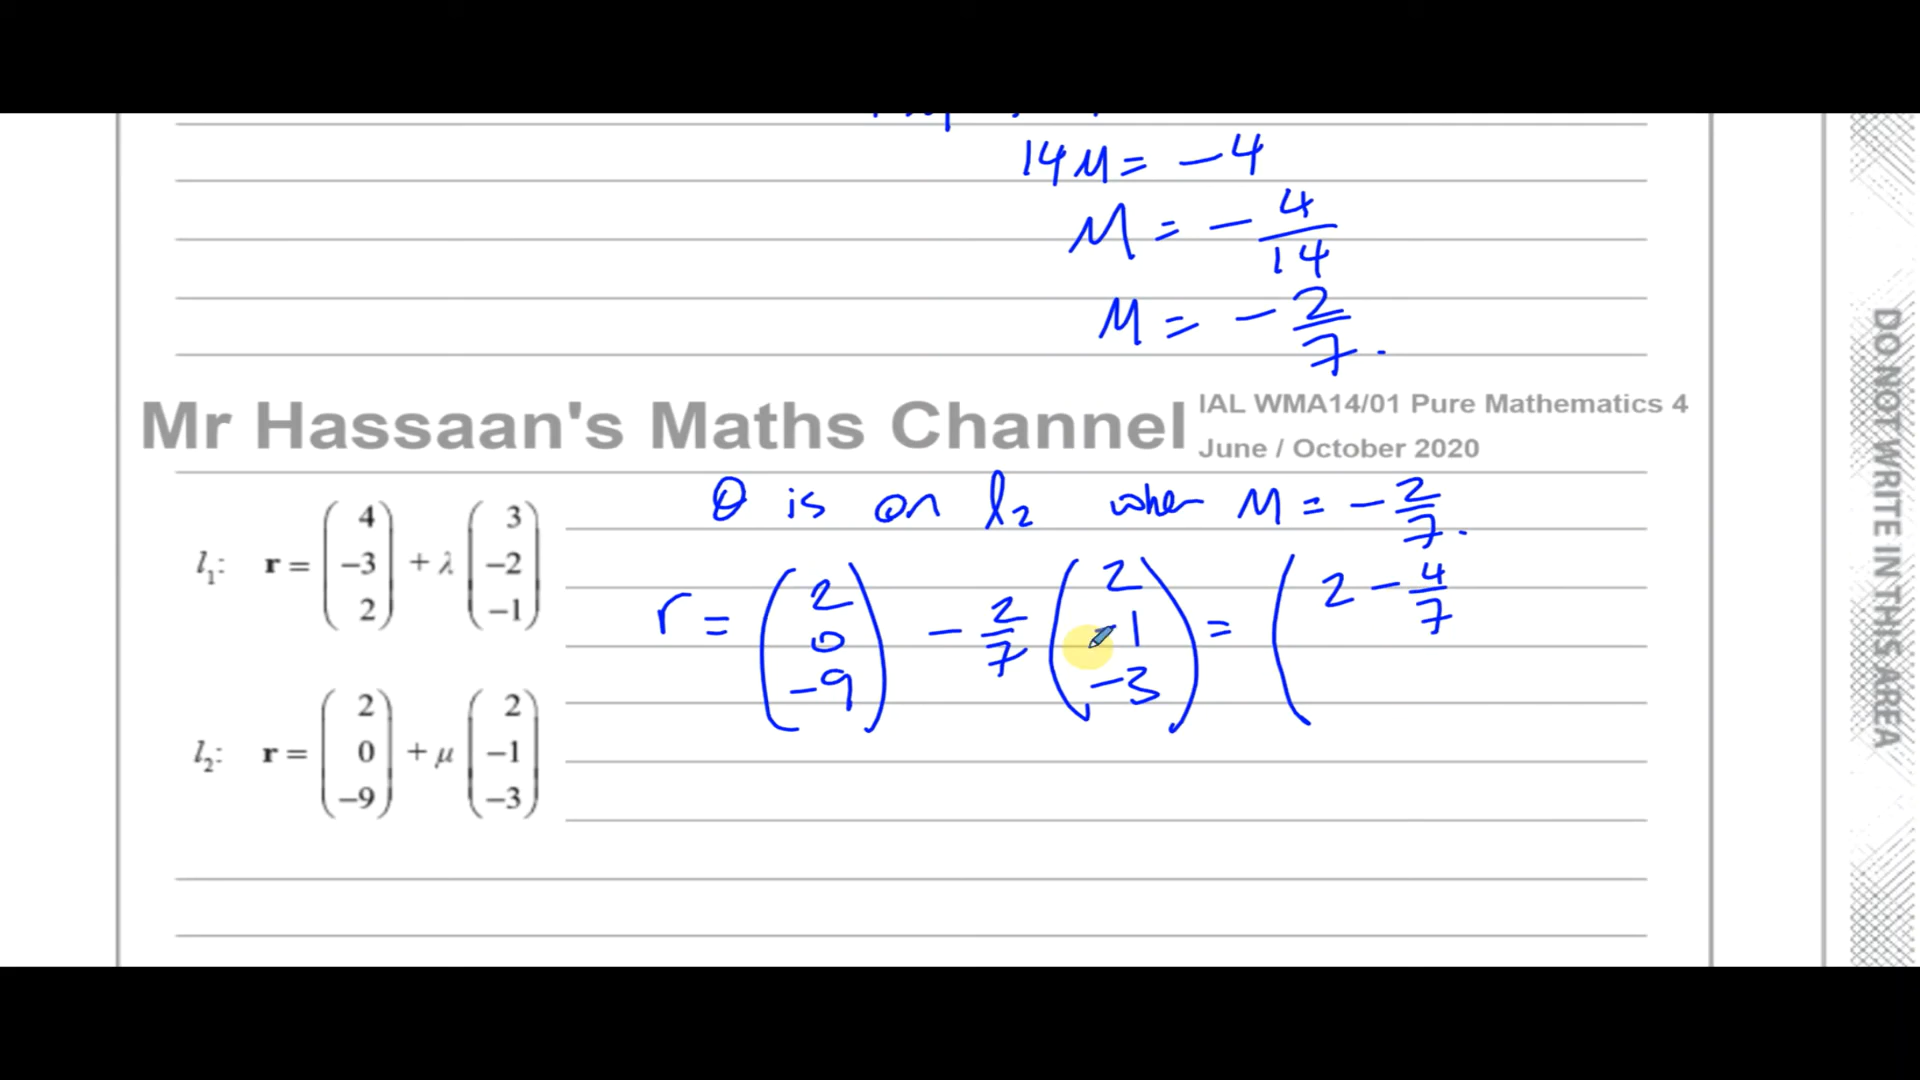 14μ = -4
μ = -4/14
μ = -2/7.
Mr Hassaan's Maths Channel
IAL WMA14/01 Pure Mathematics 4
June / October 2020
Q is on l₂ when μ = -2/7.
l₁: r = (4 -3 2) + λ (3 -2 -1)
r = (2 0 -9) - 2/7 (2 -1 -3) = (2 - 4/7
l₂: r = (2 0 -9) + μ (2 -1 -3)
DO NOT WRITE IN THIS AREA